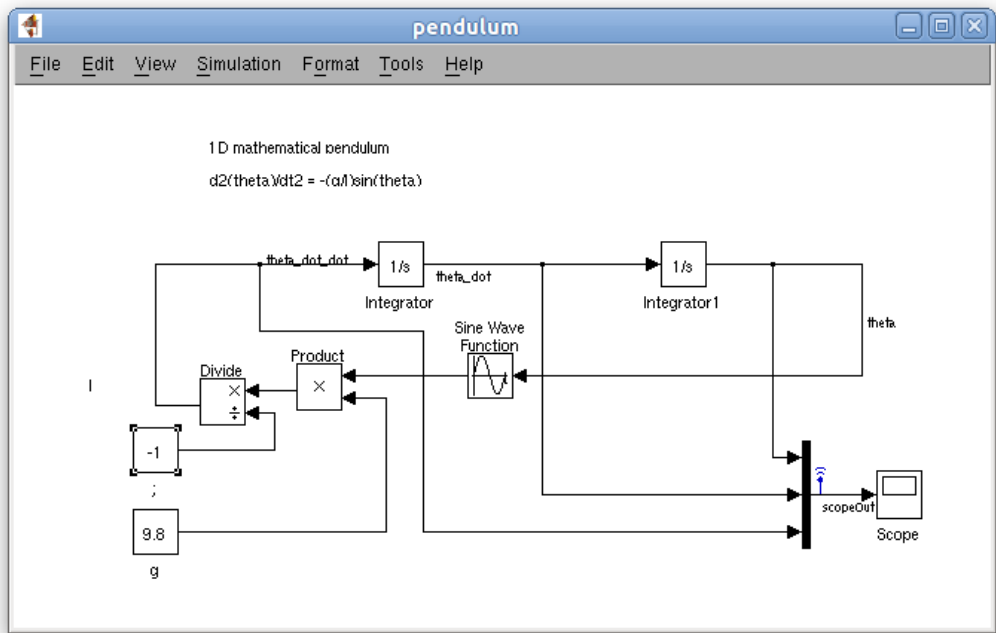 pendulum
File Edit View Simulation Format Tools Help
1D mathematical pendulum
d2(theta)/dt2 = -(g/l)sin(theta)
theta_dot_dot
1/s
Integrator
theta_dot
1/s
Integrator1
theta
Sine Wave
Function
Product
×
Divide
×
÷
l
-1
;
9.8
g
scopeOut
Scope